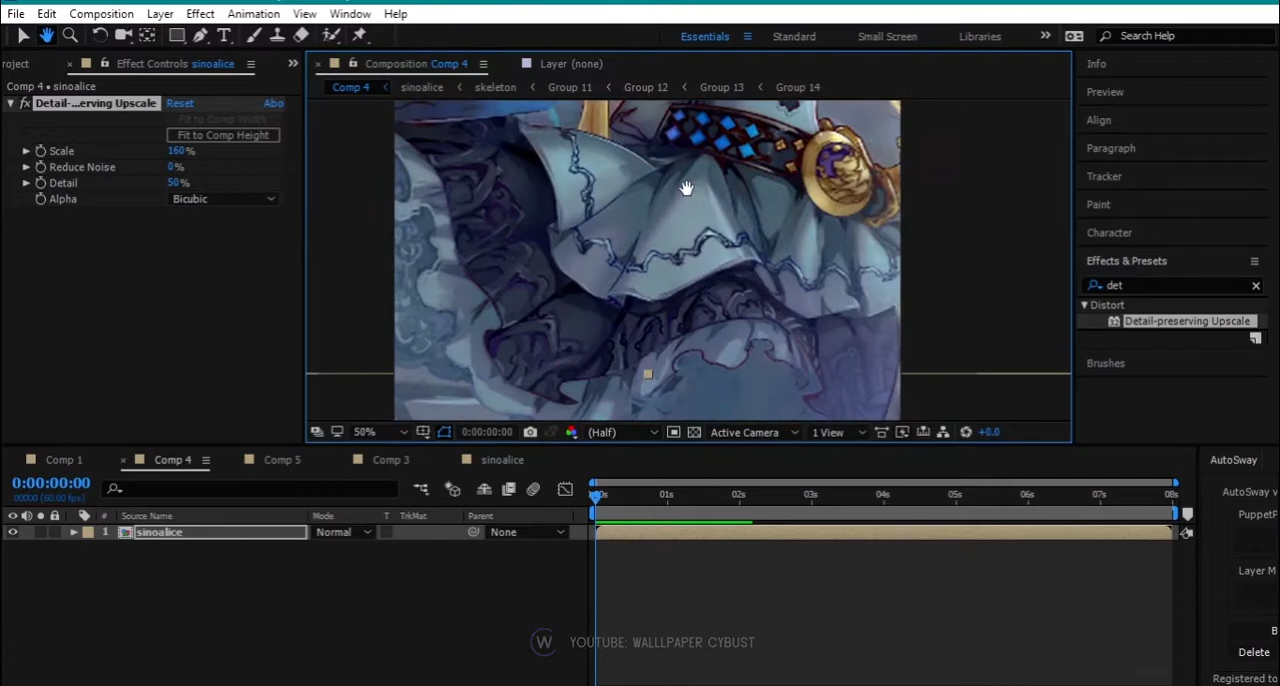 File Edit Composition Layer Effect Animation View Window Help
Essentials Standard Small Screen Libraries Search Help
roject Effect Controls sinoalice
Composition Comp 4 Layer (none)
Info
Comp 4 • sinoalice
Comp 4 sinoalice skeleton Group 11 Group 12 Group 13 Group 14
Preview
Detail-...erving Upscale Reset Abo
Fit to Comp Width
Fit to Comp Height
Scale 160%
Reduce Noise 0%
Detail 50%
Alpha Bicubic
Align
Paragraph
Tracker
Paint
Character
Effects & Presets
det
Distort
Detail-preserving Upscale
Brushes
50% 0:00:00:00 (Half) Active Camera 1 View +0.0
Comp 1 Comp 4 Comp 5 Comp 3 sinoalice
0:00:00:00
00000 (60.00 fps)
01s 02s 03s 04s 05s 06s 07s 08s
# Source Name Mode T TrkMat Parent
1 sinoalice Normal None
AutoSway
AutoSway v
PuppetP
Layer M
B
Delete
Registered to
W YOUTUBE: WALLLPAPER CYBUST